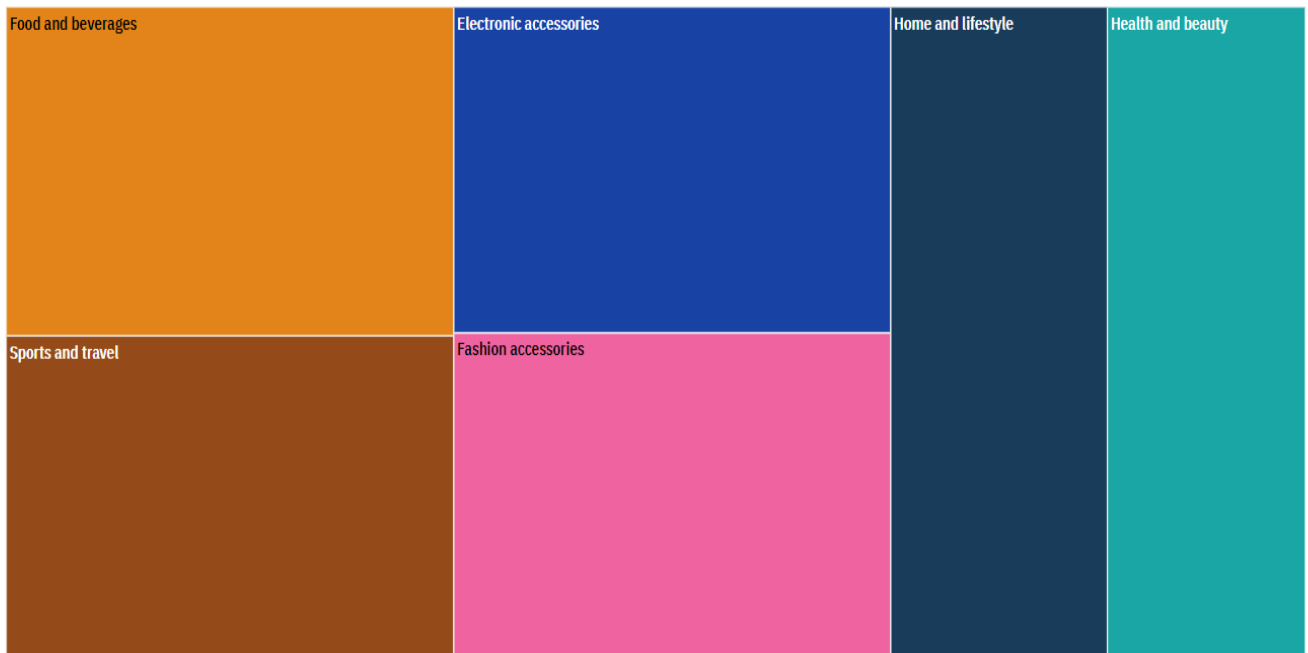 Food and beverages
Electronic accessories
Home and lifestyle
Health and beauty
Sports and travel
Fashion accessories